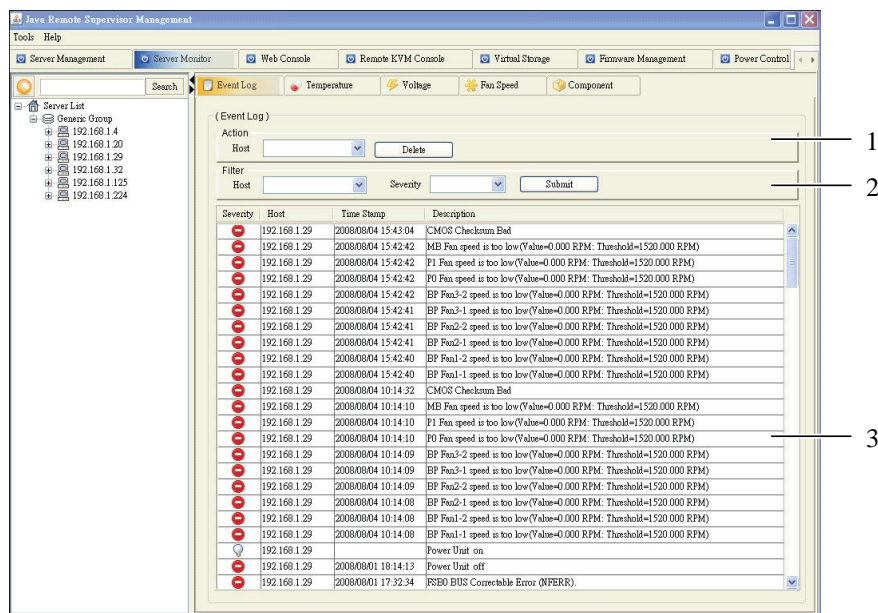 Java Remote Supervisor Management
Tools Help
Server Management Server Monitor Web Console Remote KVM Console Virtual Storage Firmware Management Power Control
Search Event Log Temperature Voltage Fan Speed Component
Server List
Generic Group
192.168.1.4
192.168.1.20
192.168.1.29
192.168.1.32
192.168.1.125
192.168.1.224
(Event Log)
Action
Host Delete
1
Filter
Host Severity Submit
2
Severity Host Time Stamp Description
192.168.1.29 2008/08/04 15:43:04 CMOS Checksum Bad
192.168.1.29 2008/08/04 15:42:42 MB Fan speed is too low(Value=0.000 RPM: Threshold=1520.000 RPM)
192.168.1.29 2008/08/04 15:42:42 P1 Fan speed is too low(Value=0.000 RPM: Threshold=1520.000 RPM)
192.168.1.29 2008/08/04 15:42:42 P0 Fan speed is too low(Value=0.000 RPM: Threshold=1520.000 RPM)
192.168.1.29 2008/08/04 15:42:42 BP Fan3-2 speed is too low(Value=0.000 RPM: Threshold=1520.000 RPM)
192.168.1.29 2008/08/04 15:42:41 BP Fan3-1 speed is too low(Value=0.000 RPM: Threshold=1520.000 RPM)
192.168.1.29 2008/08/04 15:42:41 BP Fan2-2 speed is too low(Value=0.000 RPM: Threshold=1520.000 RPM)
192.168.1.29 2008/08/04 15:42:41 BP Fan2-1 speed is too low(Value=0.000 RPM: Threshold=1520.000 RPM)
192.168.1.29 2008/08/04 15:42:40 BP Fan1-2 speed is too low(Value=0.000 RPM: Threshold=1520.000 RPM)
192.168.1.29 2008/08/04 15:42:40 BP Fan1-1 speed is too low(Value=0.000 RPM: Threshold=1520.000 RPM)
192.168.1.29 2008/08/04 10:14:32 CMOS Checksum Bad
192.168.1.29 2008/08/04 10:14:10 MB Fan speed is too low(Value=0.000 RPM: Threshold=1520.000 RPM)
192.168.1.29 2008/08/04 10:14:10 P1 Fan speed is too low(Value=0.000 RPM: Threshold=1520.000 RPM)
192.168.1.29 2008/08/04 10:14:10 P0 Fan speed is too low(Value=0.000 RPM: Threshold=1520.000 RPM)
3
192.168.1.29 2008/08/04 10:14:09 BP Fan3-2 speed is too low(Value=0.000 RPM: Threshold=1520.000 RPM)
192.168.1.29 2008/08/04 10:14:09 BP Fan3-1 speed is too low(Value=0.000 RPM: Threshold=1520.000 RPM)
192.168.1.29 2008/08/04 10:14:09 BP Fan2-2 speed is too low(Value=0.000 RPM: Threshold=1520.000 RPM)
192.168.1.29 2008/08/04 10:14:08 BP Fan2-1 speed is too low(Value=0.000 RPM: Threshold=1520.000 RPM)
192.168.1.29 2008/08/04 10:14:08 BP Fan1-2 speed is too low(Value=0.000 RPM: Threshold=1520.000 RPM)
192.168.1.29 2008/08/04 10:14:08 BP Fan1-1 speed is too low(Value=0.000 RPM: Threshold=1520.000 RPM)
192.168.1.29 Power Unit on
192.168.1.29 2008/08/01 18:14:13 Power Unit off
192.168.1.29 2008/08/01 17:32:34 FSB0 BUS Correctable Error (NFERR).